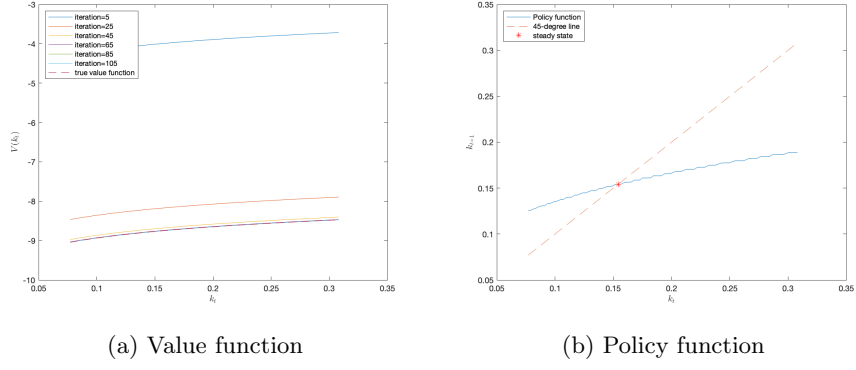 -3
-4
-5
-6
-7
-8
-9
-10
V(k_t)
0.05 0.1 0.15 0.2 0.25 0.3 0.35
k_t
iteration=5
iteration=25
iteration=45
iteration=65
iteration=85
iteration=105
true value function
(a) Value function
0.35
0.3
0.25
0.2
0.15
0.1
0.05
k_{t+1}
0.05 0.1 0.15 0.2 0.25 0.3 0.35
k_t
Policy function
45-degree line
steady state
(b) Policy function